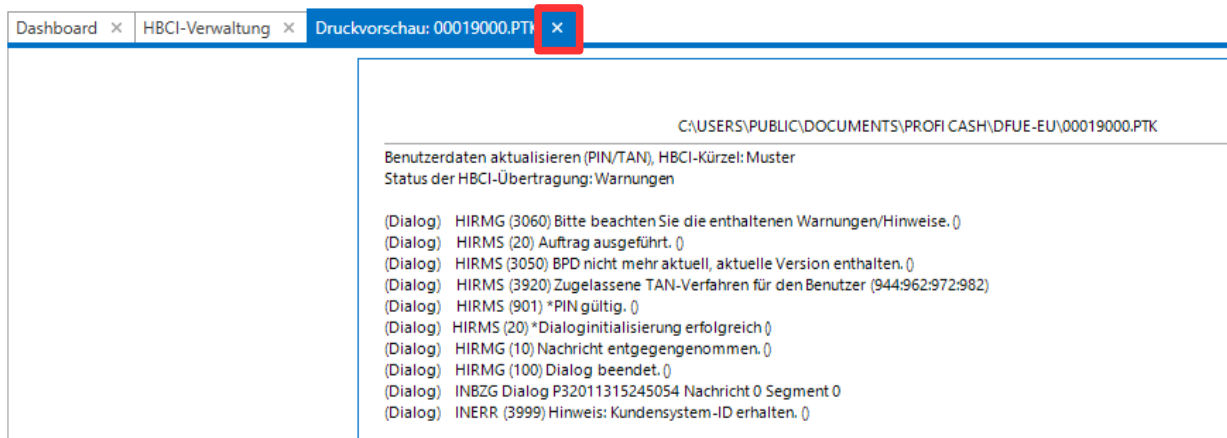 Dashboard × HBCI-Verwaltung × Druckvorschau: 00019000.PTK ×
C:\USERS\PUBLIC\DOCUMENTS\PROFI CASH\DFUE-EU\00019000.PTK
Benutzerdaten aktualisieren (PIN/TAN), HBCI-Kürzel: Muster
Status der HBCI-Übertragung: Warnungen
(Dialog) HIRMG (3060) Bitte beachten Sie die enthaltenen Warnungen/Hinweise. ()
(Dialog) HIRMS (20) Auftrag ausgeführt. ()
(Dialog) HIRMS (3050) BPD nicht mehr aktuell, aktuelle Version enthalten. ()
(Dialog) HIRMS (3920) Zugelassene TAN-Verfahren für den Benutzer (944:962:972:982)
(Dialog) HIRMS (901) *PIN gültig. ()
(Dialog) HIRMS (20) *Dialoginitialisierung erfolgreich ()
(Dialog) HIRMG (10) Nachricht entgegengenommen. ()
(Dialog) HIRMG (100) Dialog beendet. ()
(Dialog) INBZG Dialog P32011315245054 Nachricht 0 Segment 0
(Dialog) INERR (3999) Hinweis: Kundensystem-ID erhalten. ()